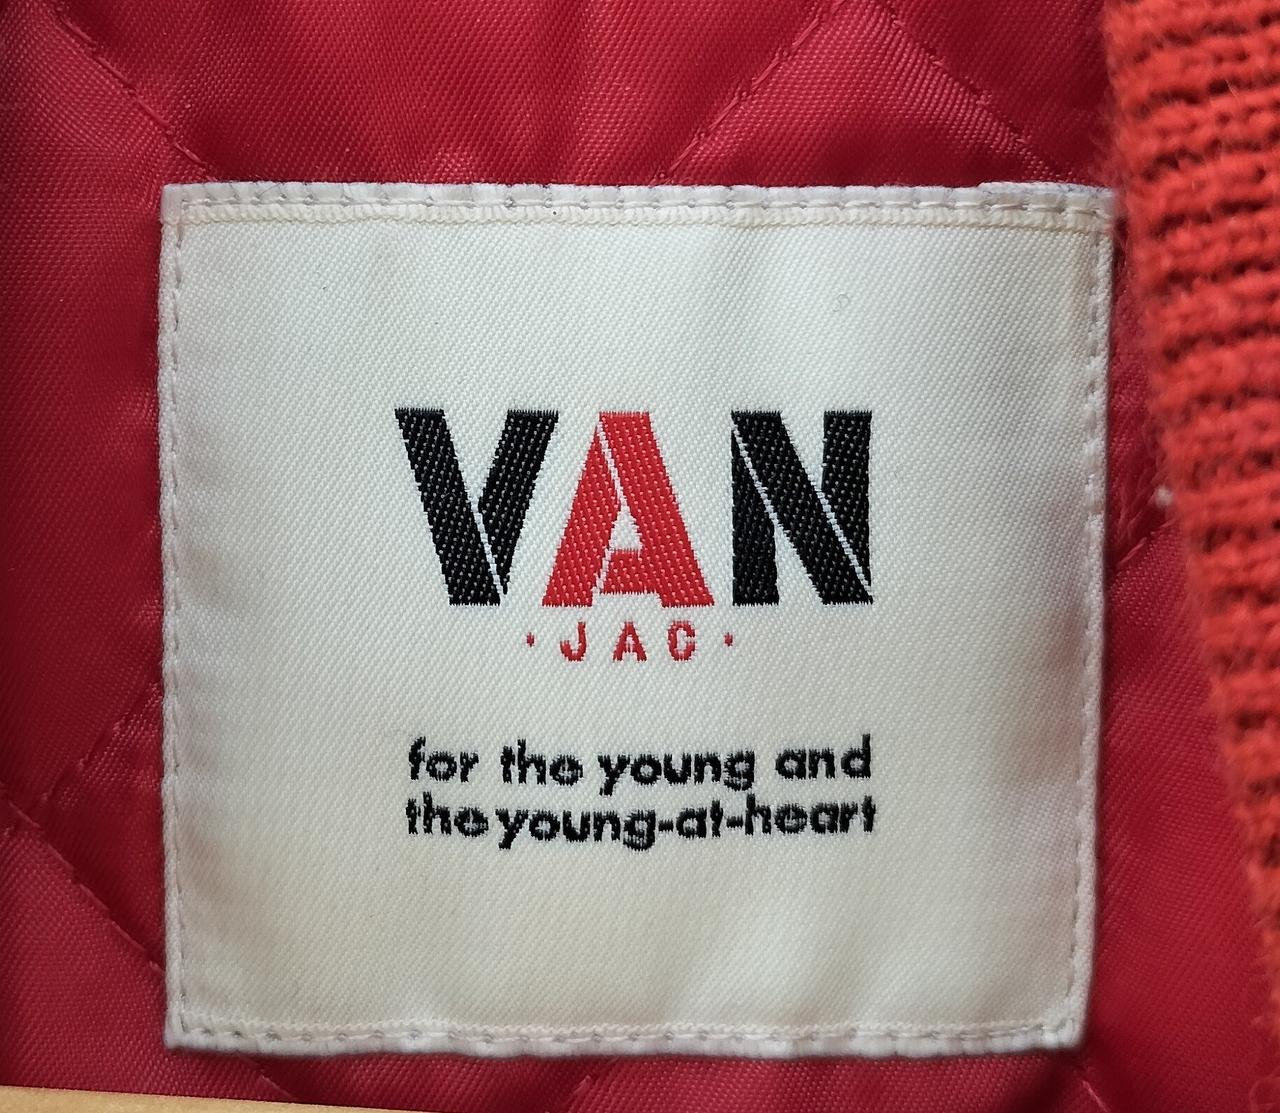 VAN
·JAC·
for the young and
the young-at-heart